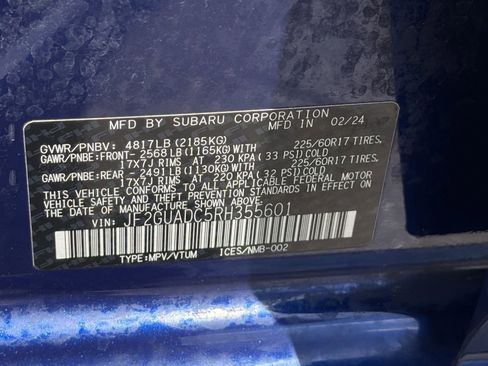 MFD BY SUBARU CORPORATION IN 02/24
GVWR/PNBV: 4817LB (2185KG)
GAWR/PNBE:FRONT-2568LB (1165KG)WITH 225/60R17 TIRES,
17X7J RIMS AT 230 KPA (33 PSI)COLD.
GAWR/PNBE:REAR -2491LB (1130KG)WITH 225/60R17 TIRES,
17X7J RIMS AT 220 KPA (32 PSI)COLD.
THIS VEHICLE CONFORMS TO ALL APPLICABLE FEDERAL MOTOR
VEHICLE SAFETY, BUMPER, AND THEFT PREVENTION STANDARDS
IN EFFECT ON THE DATE OF MANUFACTURE SHOWN ABOVE.
VIN: JF2GUADC5RH355601
TYPE:MPV/VTUM ICES/NMB-002